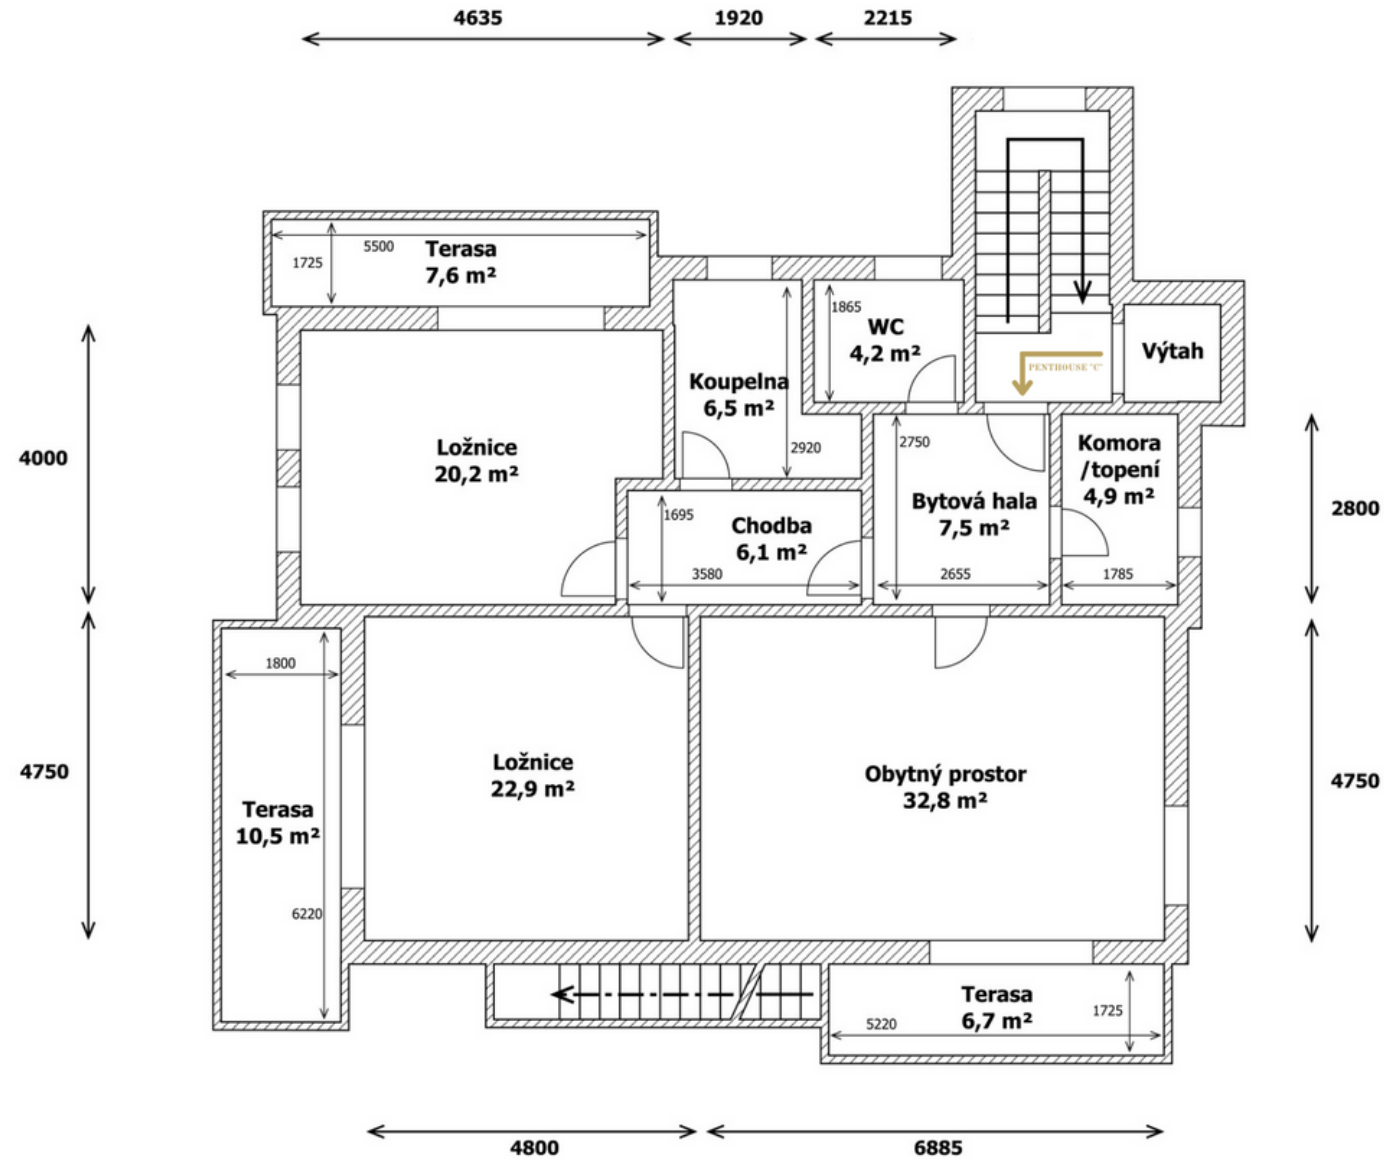 4635
1920
2215
5500
1725
Terasa
7,6 m²
1865
WC
4,2 m²
Výtah
PENTHOUSE "C"
Koupelna
6,5 m²
2920
2750
Komora
/topení
4,9 m²
4000
Ložnice
20,2 m²
1695
Chodba
6,1 m²
3580
Bytová hala
7,5 m²
2655
1785
2800
1800
4750
Ložnice
22,9 m²
Obytný prostor
32,8 m²
4750
Terasa
10,5 m²
6220
Terasa
6,7 m²
1725
5220
4800
6885